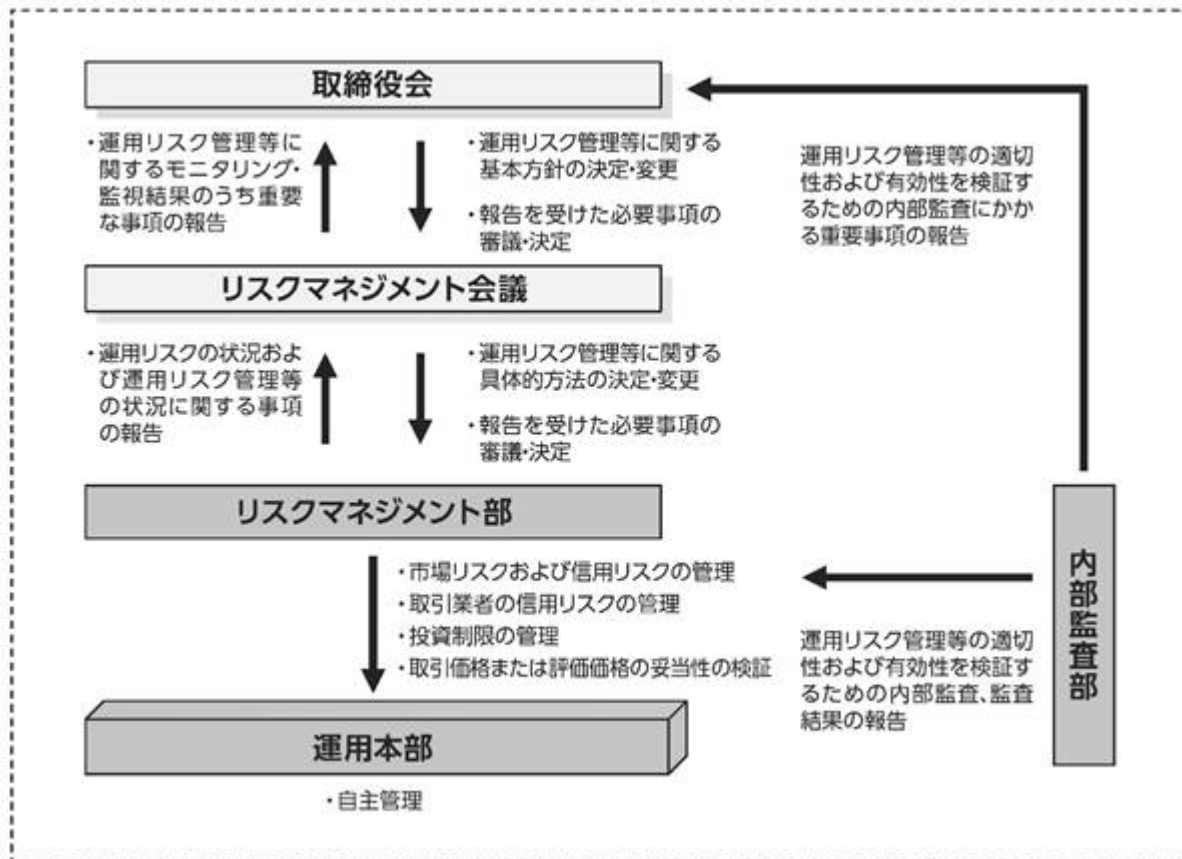 取締役会
・運用リスク管理等に
関するモニタリング・
監視結果のうち重要
な事項の報告
・運用リスク管理等に関する
基本方針の決定・変更
・報告を受けた必要事項の
審議・決定
運用リスク管理等の適切
性および有効性を検証す
るための内部監査にかか
る重要事項の報告
リスクマネジメント会議
・運用リスクの状況およ
び運用リスク管理等
の状況に関する事項
の報告
・運用リスク管理等に関する
具体的方法の決定・変更
・報告を受けた必要事項の
審議・決定
リスクマネジメント部
・市場リスクおよび信用リスクの管理
・取引業者の信用リスクの管理
・投資制限の管理
・取引価格または評価価格の妥当性の検証
内部監査部
運用リスク管理等の適切
性および有効性を検証す
るための内部監査、監査
結果の報告
運用本部
・自主管理